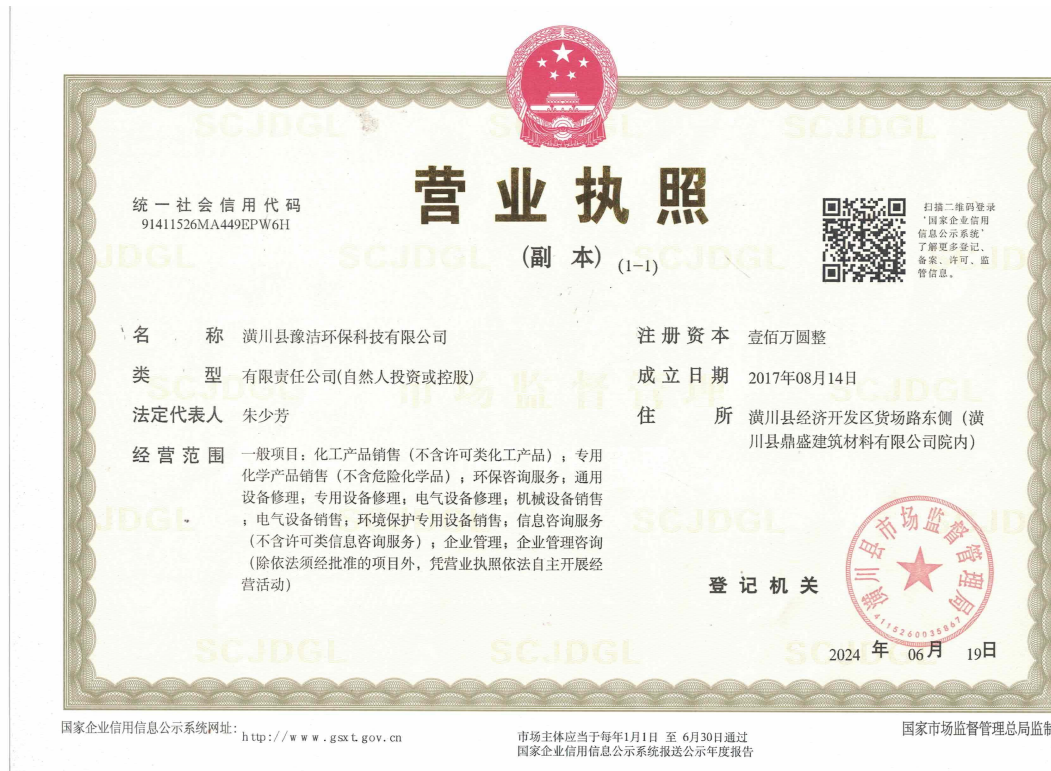 营业执照
(副 本) (1-1)
统一社会信用代码
91411526MA449EPW6H
扫描二维码登录
“国家企业信用
信息公示系统”
了解更多登记、
备案、许可、监
管信息。
名 称 潢川县豫洁环保科技有限公司
类 型 有限责任公司(自然人投资或控股)
法定代表人 朱少芳
经营范围 一般项目：化工产品销售（不含许可类化工产品）；专用
化学产品销售（不含危险化学品）；环保咨询服务；通用
设备修理；专用设备修理；电气设备修理；机械设备销售
；电气设备销售；环境保护专用设备销售；信息咨询服务
（不含许可类信息咨询服务）；企业管理；企业管理咨询
（除依法须经批准的项目外，凭营业执照依法自主开展经
营活动）
注册资本 壹佰万圆整
成立日期 2017年08月14日
住 所 潢川县经济开发区货场路东侧（潢
川县鼎盛建筑材料有限公司院内）
登记机关
潢川县市场监督管理局
4115260035867
2024 年 06 月 19 日
国家企业信用信息公示系统网址：http://www.gsxt.gov.cn
市场主体应当于每年1月1日 至 6月30日通过
国家企业信用信息公示系统报送公示年度报告
国家市场监督管理总局监制
SCJDGL
市场监督管理